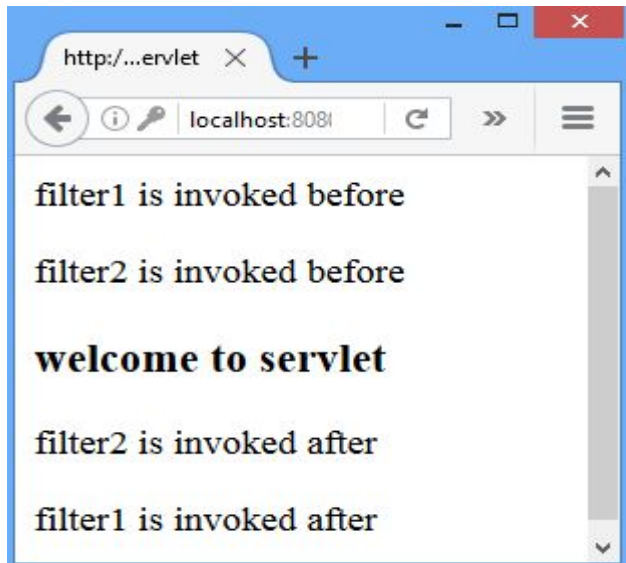 http:/...ervlet
localhost:808
filter1 is invoked before
filter2 is invoked before
welcome to servlet
filter2 is invoked after
filter1 is invoked after